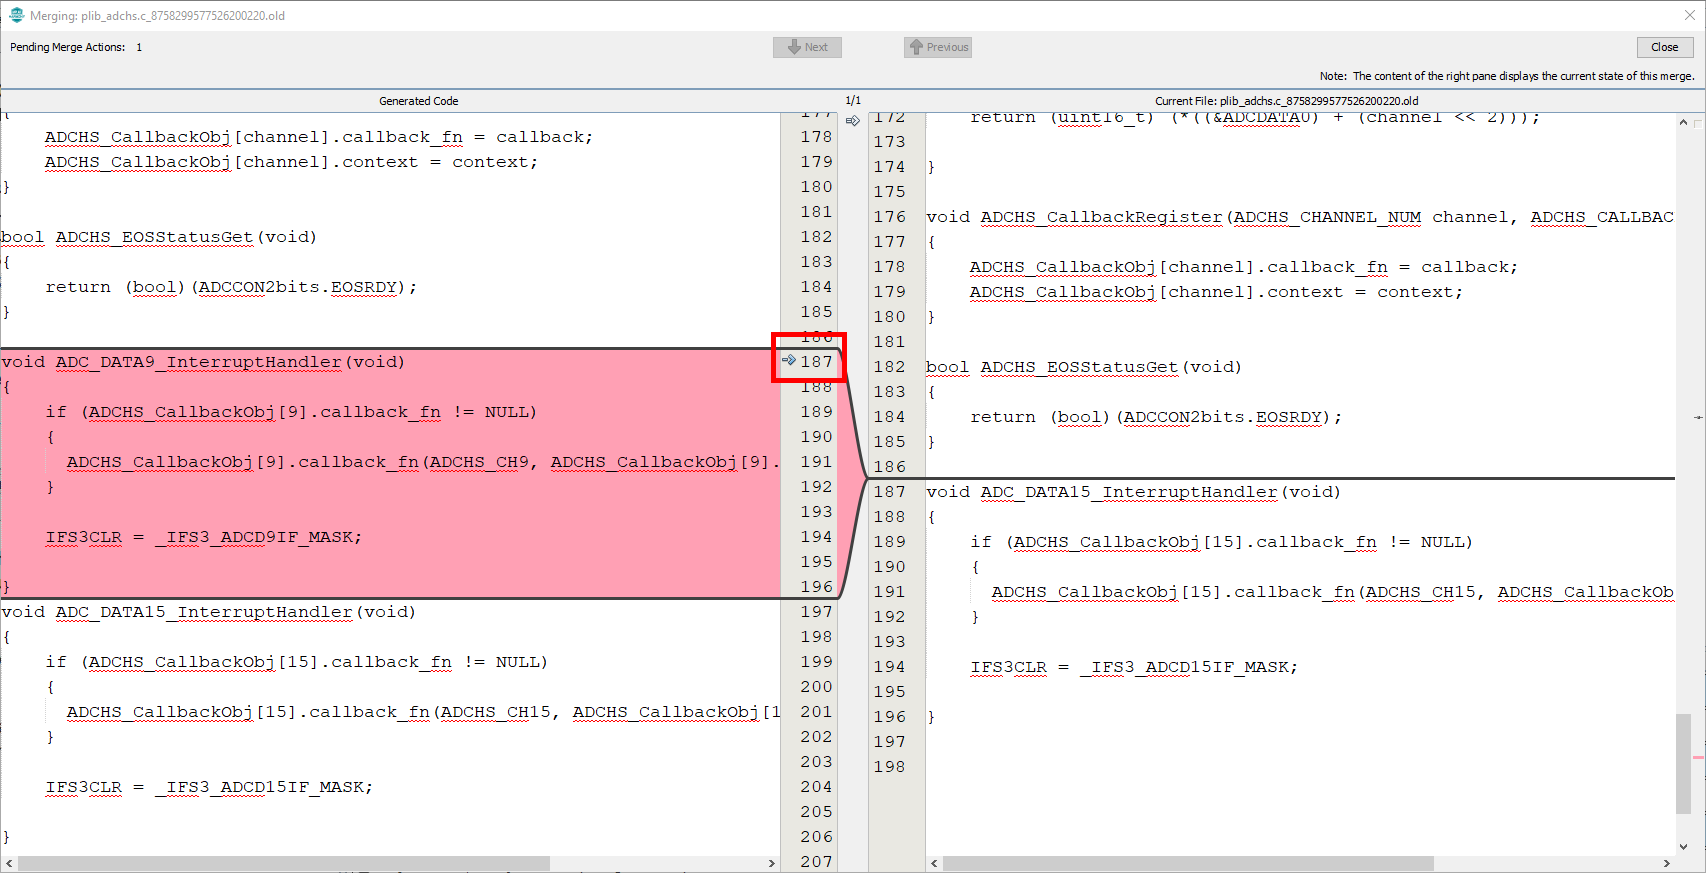 Merging: plib_adchs.c_8758299577526200220.old
Pending Merge Actions: 1
Next
Previous
Close
Note: The content of the right pane displays the current state of this merge.
Generated Code
1/1
Current File: plib_adchs.c_8758299577526200220.old
{ 177
ADCHS_CallbackObj[channel].callback_fn = callback; 178
ADCHS_CallbackObj[channel].context = context; 179
} 180
181
bool ADCHS_EOSStatusGet(void) 182
{ 183
return (bool)(ADCCON2bits.EOSRDY); 184
} 185
186
void ADC_DATA9_InterruptHandler(void) 187
{ 188
if (ADCHS_CallbackObj[9].callback_fn != NULL) 189
{ 190
ADCHS_CallbackObj[9].callback_fn(ADCHS_CH9, ADCHS_CallbackObj[9]. 191
} 192
193
IFS3CLR = _IFS3_ADCD9IF_MASK; 194
195
} 196
void ADC_DATA15_InterruptHandler(void) 197
{ 198
if (ADCHS_CallbackObj[15].callback_fn != NULL) 199
{ 200
ADCHS_CallbackObj[15].callback_fn(ADCHS_CH15, ADCHS_CallbackObj[1 201
} 202
203
IFS3CLR = _IFS3_ADCD15IF_MASK; 204
205
} 206
207
172 return (uint16_t) (*((&ADCDATA0) + (channel << 2)));
173
174 }
175
176 void ADCHS_CallbackRegister(ADCHS_CHANNEL_NUM channel, ADCHS_CALLBAC
177 {
178 ADCHS_CallbackObj[channel].callback_fn = callback;
179 ADCHS_CallbackObj[channel].context = context;
180 }
181
182 bool ADCHS_EOSStatusGet(void)
183 {
184 return (bool)(ADCCON2bits.EOSRDY);
185 }
186
187 void ADC_DATA15_InterruptHandler(void)
188 {
189 if (ADCHS_CallbackObj[15].callback_fn != NULL)
190 {
191 ADCHS_CallbackObj[15].callback_fn(ADCHS_CH15, ADCHS_CallbackOb
192 }
193
194 IFS3CLR = _IFS3_ADCD15IF_MASK;
195
196 }
197
198